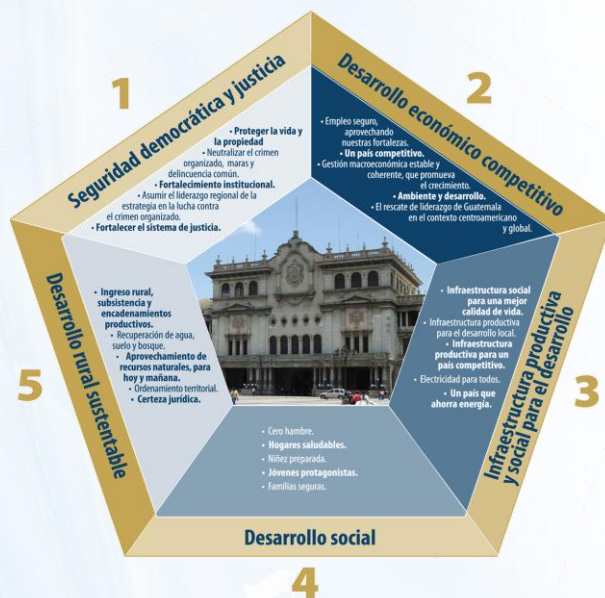 1
Seguridad democrática y justicia
• Proteger la vida y
la propiedad
• Neutralizar el crimen
organizado, maras y
delincuencia común.
• Fortalecimiento institucional.
• Asumir el liderazgo regional de la
estrategia en la lucha contra
el crimen organizado.
• Fortalecer el sistema de justicia.
2
Desarrollo económico competitivo
• Empleo seguro,
aprovechando
nuestras fortalezas.
• Un país competitivo.
• Gestión macroeconómica estable y
coherente, que promueva
el crecimiento.
• Ambiente y desarrollo.
• El rescate de liderazgo de Guatemala
en el contexto centroamericano
y global.
3
Infraestructura productiva
y social para el desarrollo
• Infraestructura social
para una mejor
calidad de vida.
• Infraestructura productiva
para el desarrollo local.
• Infraestructura
productiva para un
país competitivo.
• Electricidad para todos.
• Un país que
ahorra energía.
4
Desarrollo social
• Cero hambre.
• Hogares saludables.
• Niñez preparada.
• Jóvenes protagonistas.
• Familias seguras.
5
Desarrollo rural sustentable
• Ingreso rural,
subsistencia y
encadenamientos
productivos.
• Recuperación de agua,
suelo y bosque.
• Aprovechamiento de
recursos naturales, para
hoy y mañana.
• Ordenamiento territorial.
• Certeza jurídica.